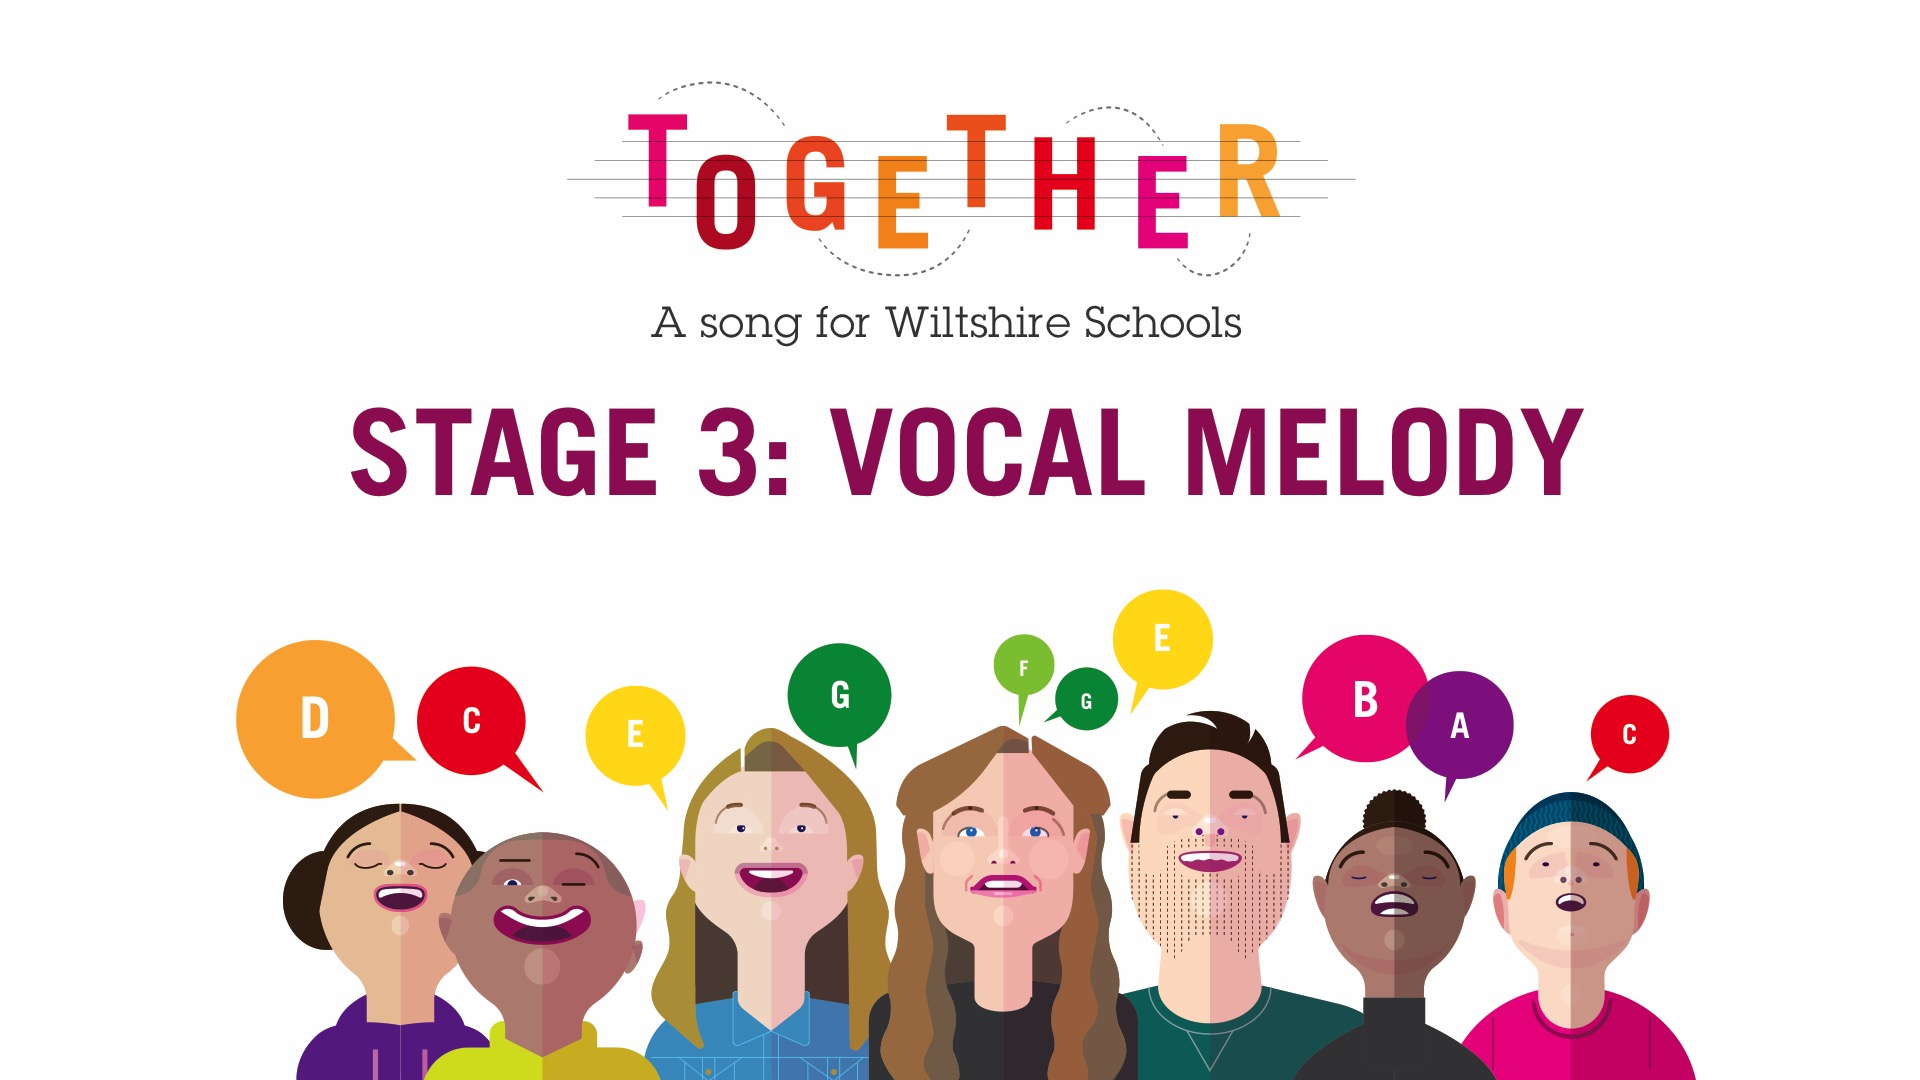 TOGETHER
A song for Wiltshire Schools
STAGE 3: VOCAL MELODY
D
C
E
G
F
G
E
B
A
C